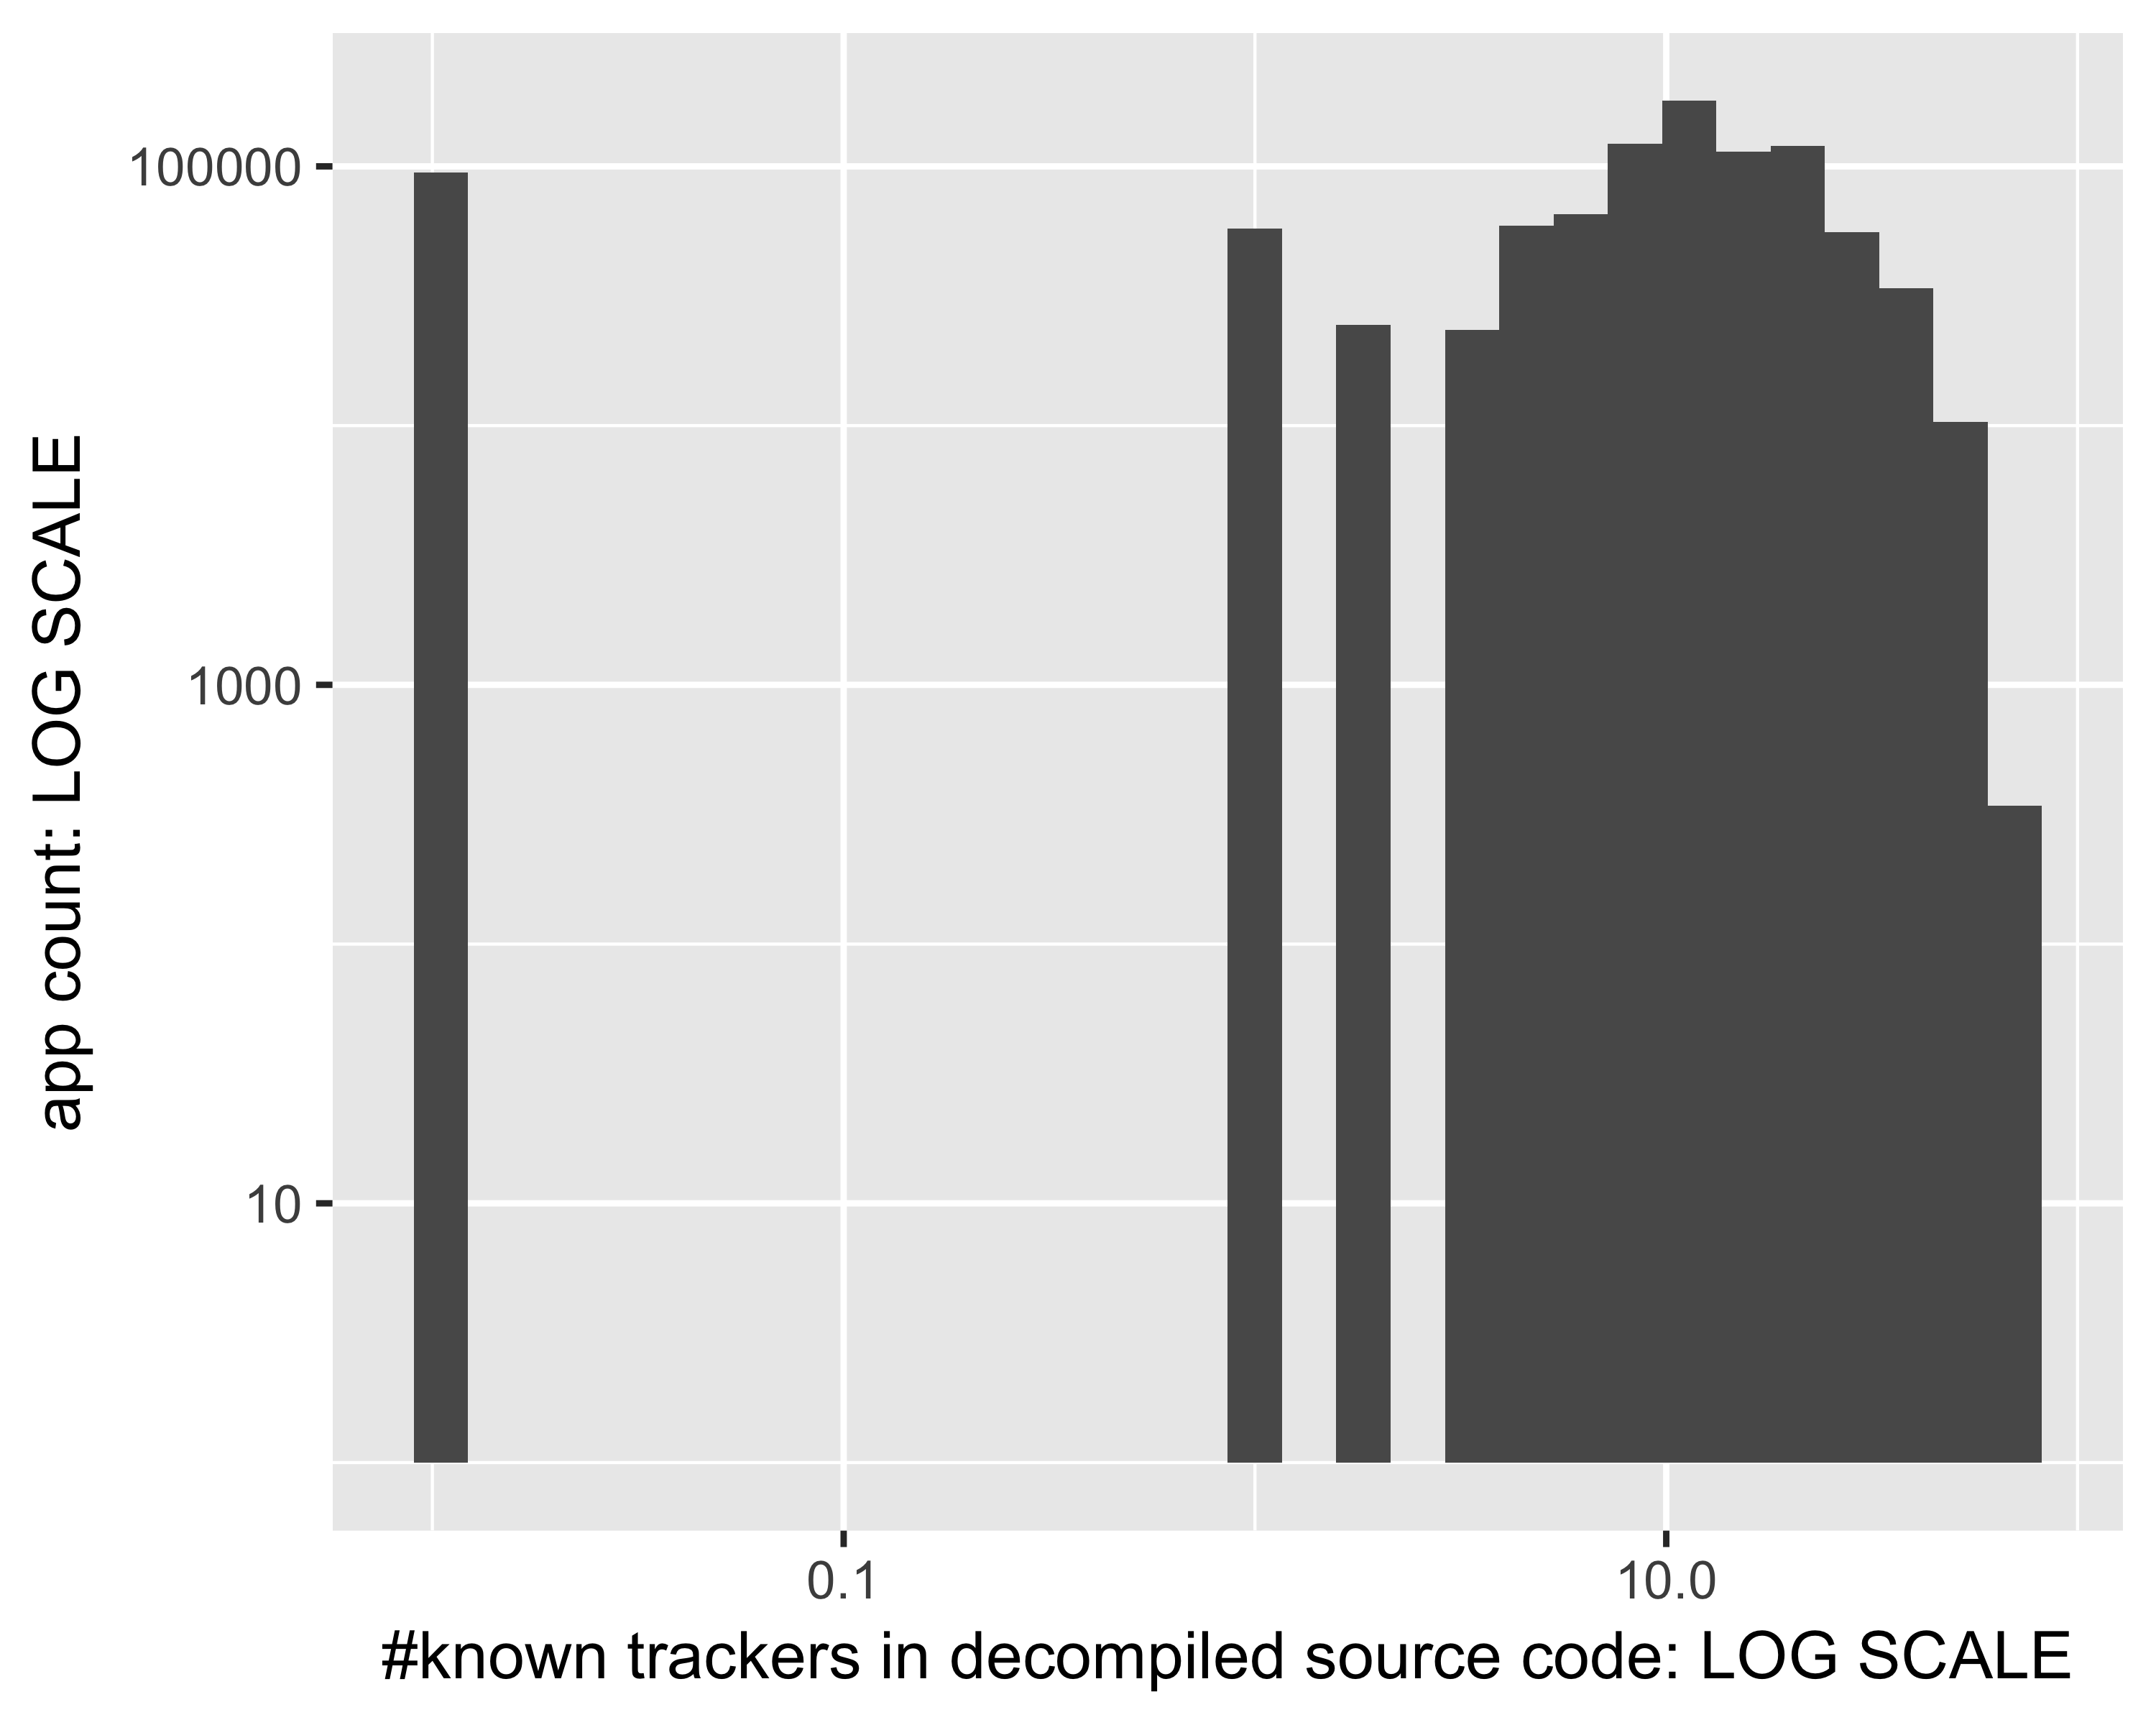 app count: LOG SCALE
100000
1000
10
0.1
10.0
#known trackers in decompiled source code: LOG SCALE